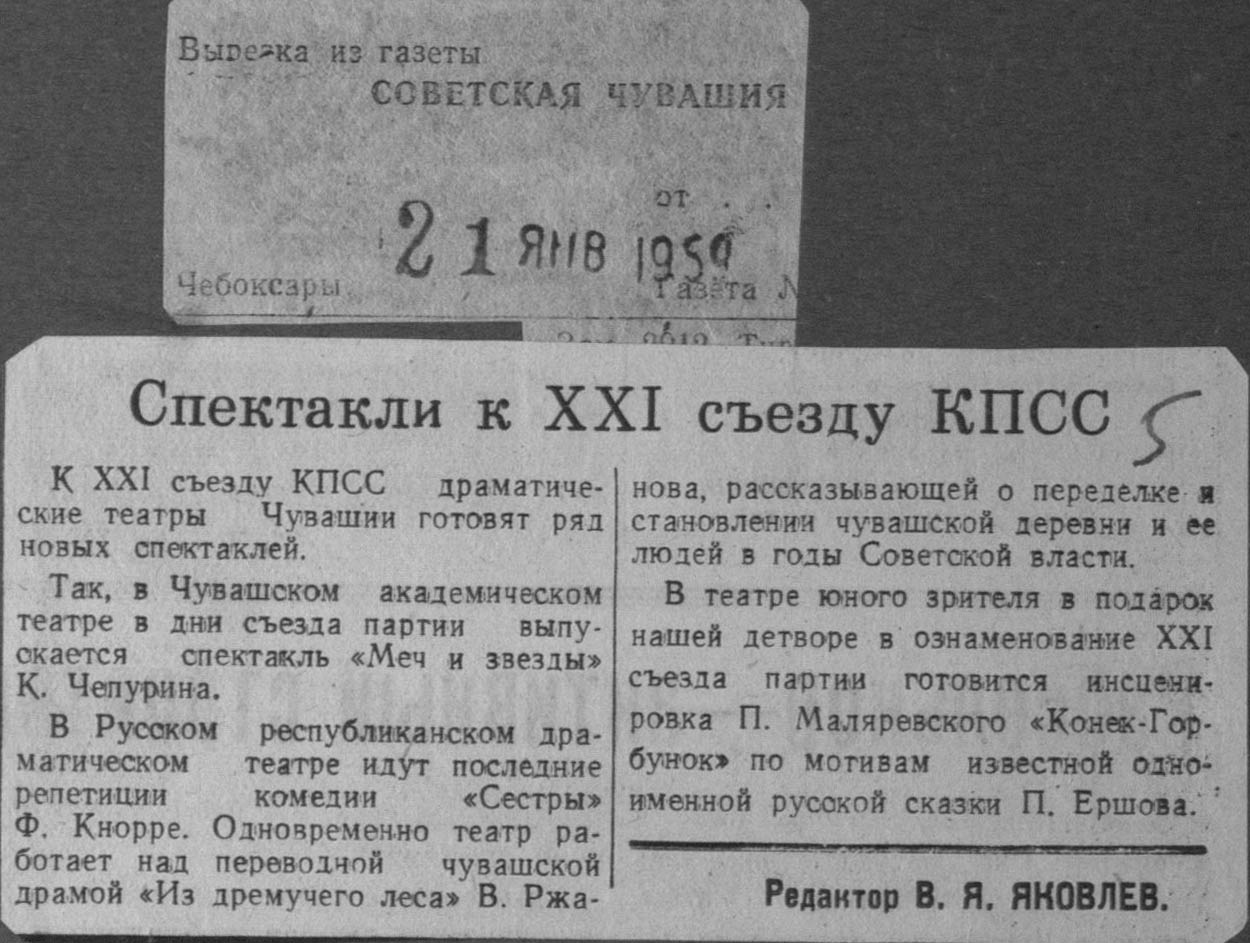 Вырезка из газеты
СОВЕТСКАЯ ЧУВАШИЯ
от . .
21 ЯНВ 1959
Чебоксары
Газета №
Спектакли к XXI съезду КПСС 5
К XXI съезду КПСС драматиче-
ские театры Чувашии готовят ряд
новых спектаклей.
Так, в Чувашском академическом
театре в дни съезда партии выпу-
скается спектакль «Меч и звезды»
К. Чепурина.
В Русском республиканском дра-
матическом театре идут последние
репетиции комедии «Сестры»
Ф. Кнорре. Одновременно театр ра-
ботает над переводной чувашской
драмой «Из дремучего леса» В. Ржа-
нова, рассказывающей о переделке и
становлении чувашской деревни и ее
людей в годы Советской власти.
В театре юного зрителя в подарок
нашей детворе в ознаменование XXI
съезда партии готовится инсцени-
ровка П. Маляревского «Конек-Гор-
бунок» по мотивам известной одно-
именной русской сказки П. Ершова.
Редактор В. Я. ЯКОВЛЕВ.